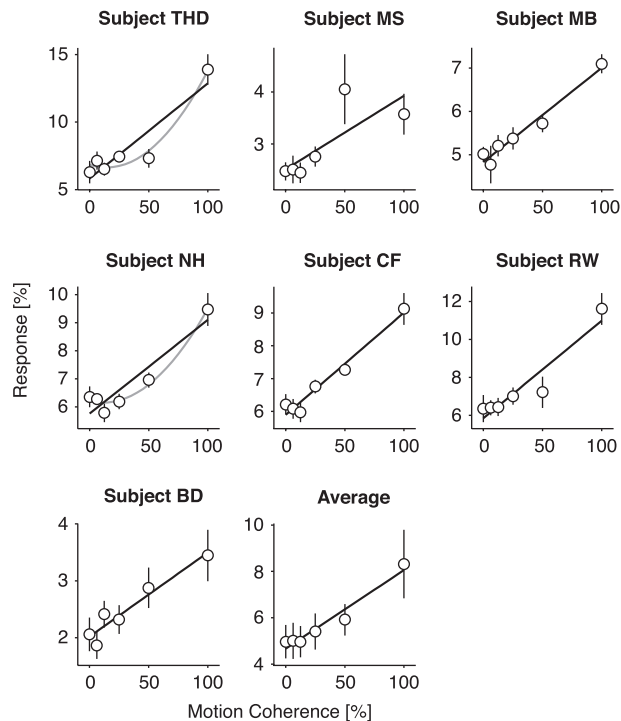 Subject THD
Subject MS
Subject MB
15
10
5
0 50 100
4
3
0 50 100
7
6
5
0 50 100
Subject NH
Subject CF
Subject RW
10
9
8
7
6
0 50 100
9
8
7
6
0 50 100
12
10
8
6
0 50 100
Response [%]
Subject BD
Average
4
3
2
0 50 100
10
8
6
4
0 50 100
Motion Coherence [%]